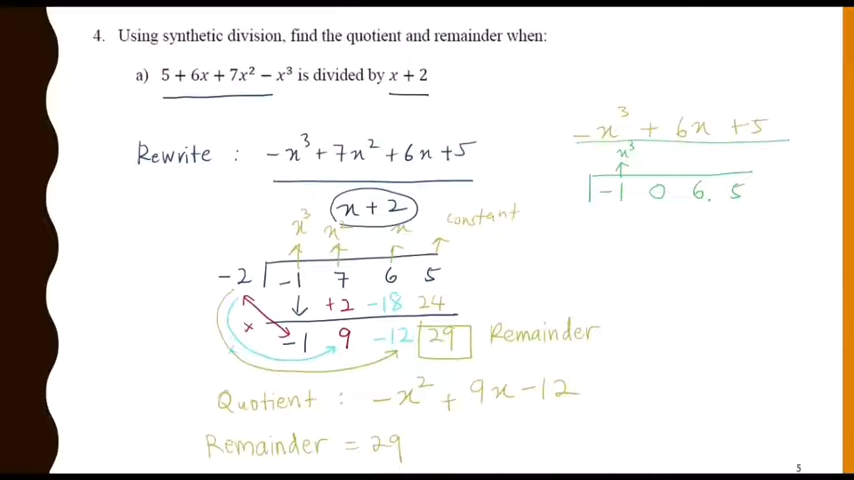 4. Using synthetic division, find the quotient and remainder when:
a) 5 + 6x + 7x² − x³ is divided by x + 2
−x³ + 6x + 5
x³
−1 0 6. 5
Rewrite : −x³ + 7x² + 6x + 5
x + 2
x³ x² x constant
−2 −1 7 6 5
+2 −18 24
x −1 9 −12 29 Remainder
Quotient : −x² + 9x − 12
Remainder = 29
5